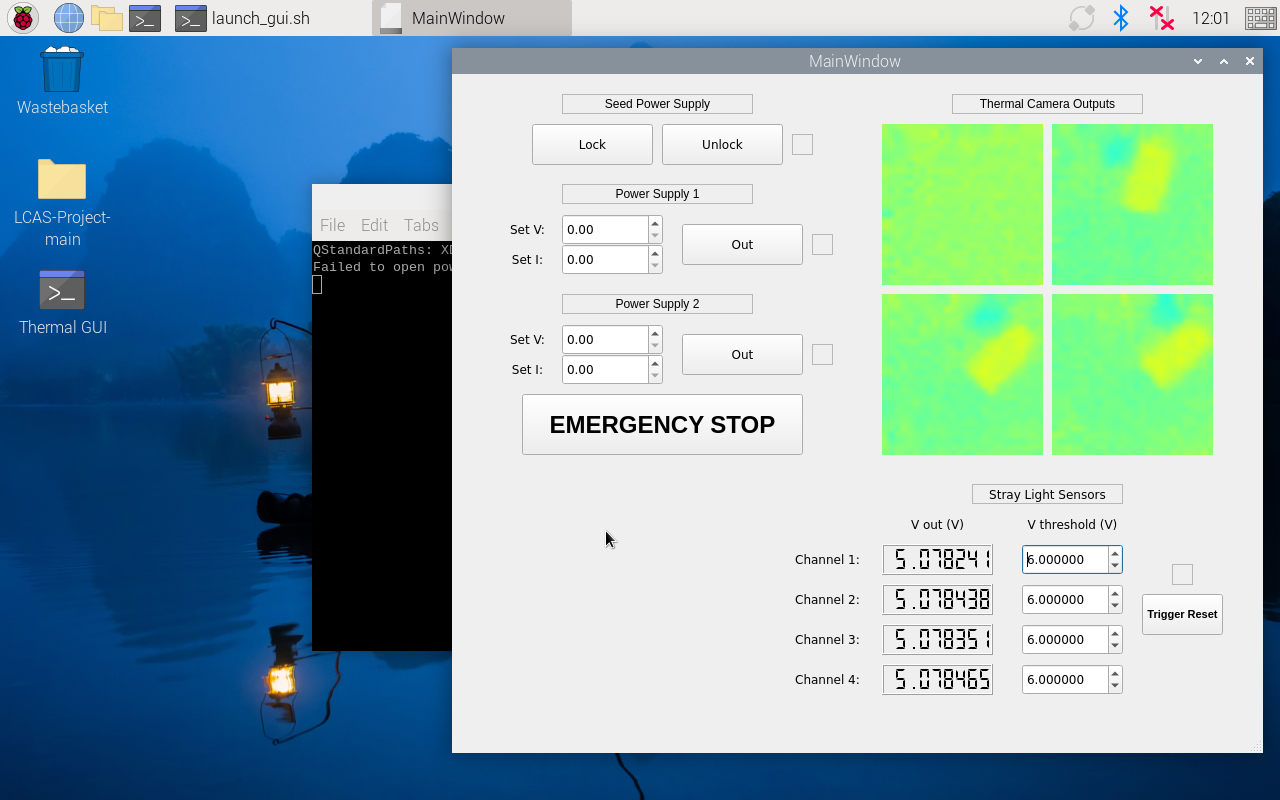 launch_gui.sh
MainWindow
12:01
Wastebasket
LCAS-Project-
main
Thermal GUI
File Edit Tabs
QStandardPaths:
Failed to open
MainWindow
Seed Power Supply
Lock
Unlock
Power Supply 1
Set V:
0.00
Set I:
0.00
Out
Power Supply 2
Set V:
0.00
Set I:
0.00
Out
EMERGENCY STOP
Thermal Camera Outputs
Stray Light Sensors
V out (V)
V threshold (V)
Channel 1:
5.078241
6.000000
Channel 2:
5.078438
6.000000
Channel 3:
5.078351
6.000000
Channel 4:
5.078465
6.000000
Trigger Reset